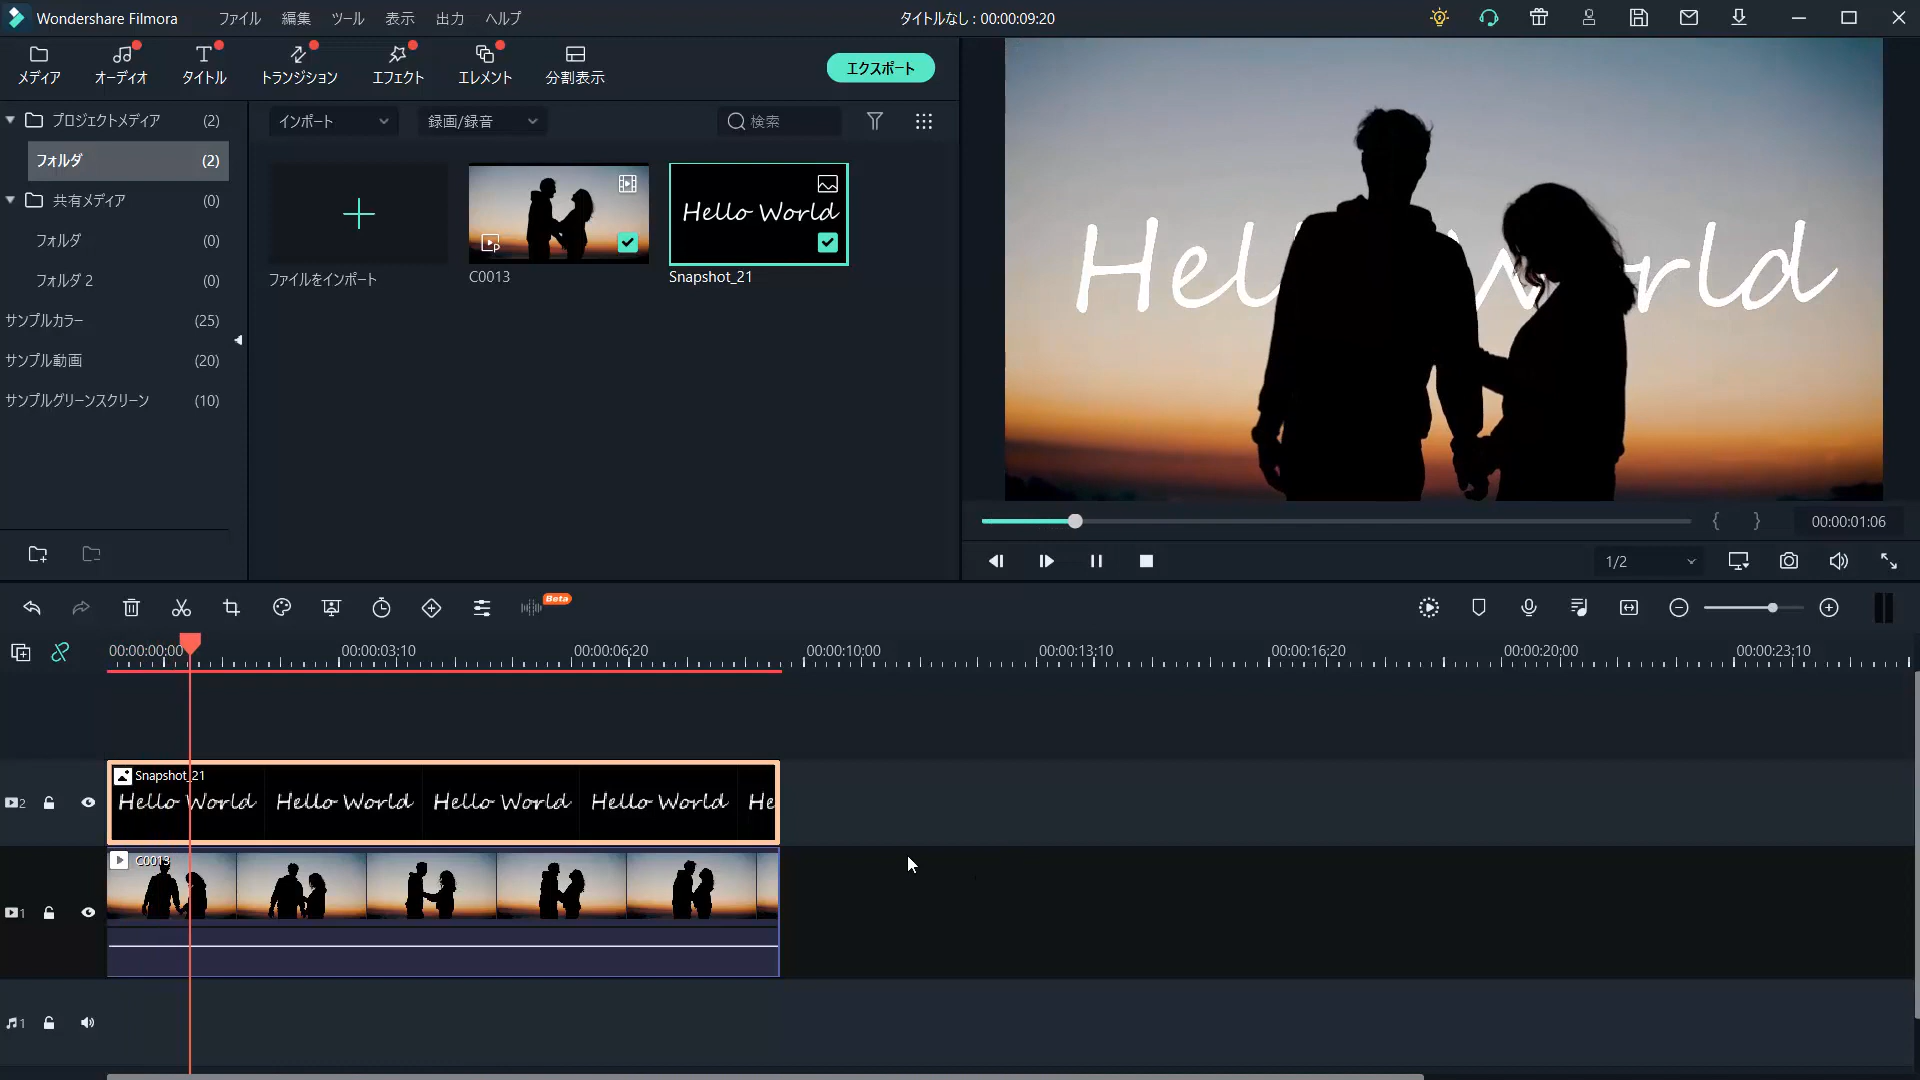 Wondershare Filmora ファイル 編集 ツール 表示 出力 ヘルプ タイトルなし : 00:00:09:20
メディア オーディオ タイトル トランジション エフェクト エレメント 分割表示 エクスポート
プロジェクトメディア (2)
フォルダ (2)
共有メディア (0)
フォルダ (0)
フォルダ 2 (0)
サンプルカラー (25)
サンプル動画 (20)
サンプルグリーンスクリーン (10)
インポート 録画/録音 検索
Hello World
ファイルをインポート C0013 Snapshot_21
Hel W rld
{ } 00:00:01:06
1/2
Beta
00:00:00:00 00:00:03:10 00:00:06:20 00:00:10:00 00:00:13:10 00:00:16:20 00:00:20:00 00:00:23:10
Snapshot_21
2 Hello World Hello World Hello World Hello World He
C0013
1
1